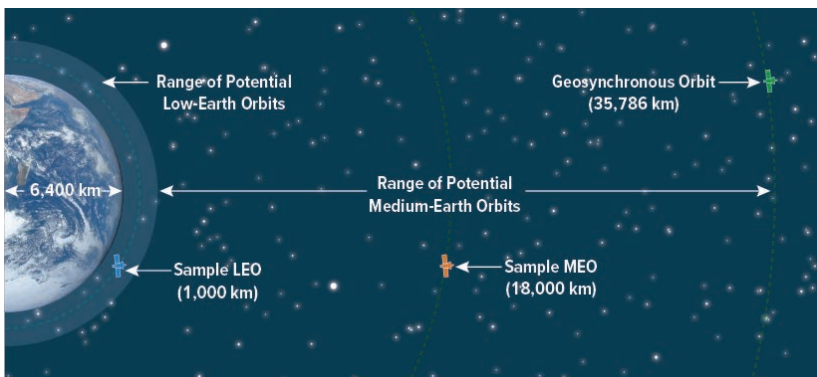 Range of Potential
Low-Earth Orbits
Geosynchronous Orbit
(35,786 km)
6,400 km
Range of Potential
Medium-Earth Orbits
Sample LEO
(1,000 km)
Sample MEO
(18,000 km)